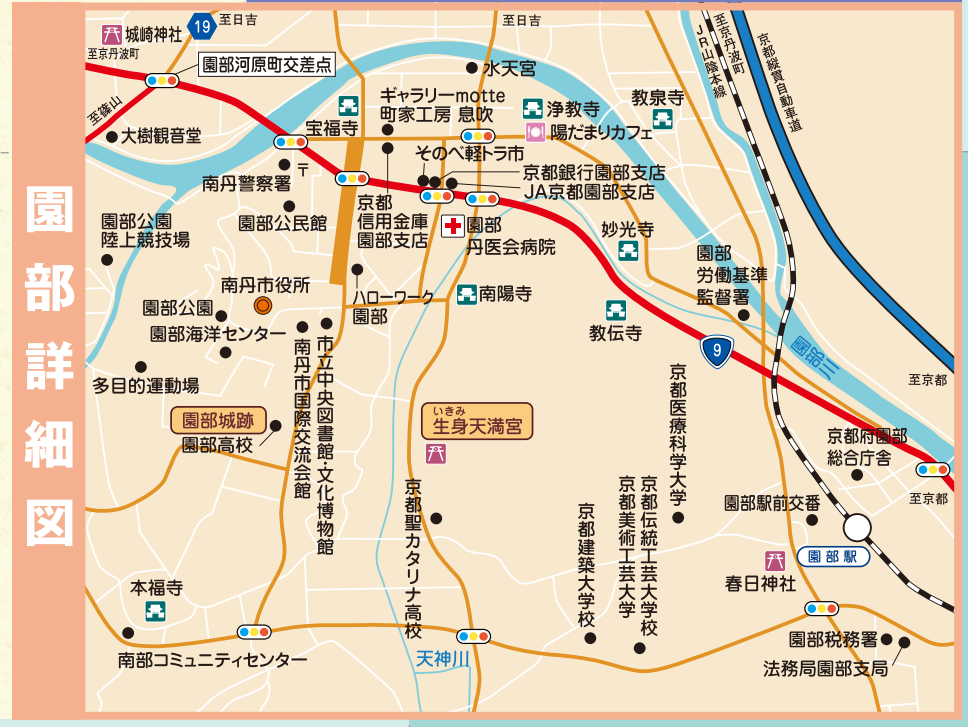 園部詳細図
至日吉
至日吉
19
城崎神社
至京丹波町
園部河原町交差点
至篠山
大樹観音堂
宝福寺
ギャラリーmotte
町家工房 息吹
水天宮
浄教寺
陽だまりカフェ
教泉寺
JR山陰本線
至京丹波町
京都縦貫自動車道
そのべ軽トラ市
京都銀行園部支店
JA京都園部支店
南丹警察署
〒
園部公民館
京都
信用金庫
園部支店
園部
丹医会病院
妙光寺
園部公園
陸上競技場
園部
労働基準
監督署
南丹市役所
ハローワーク
園部
南陽寺
教伝寺
園部公園
園部海洋センター
9
園部川
多目的運動場
南丹市国際交流会館
市立中央図書館・文化博物館
園部城跡
園部高校
いきみ
生身天満宮
京都聖カタリナ高校
京都医療科学大学
京都伝統工芸大学校
京都美術工芸大学
京都建築大学校
至京都
京都府園部
総合庁舎
至京都
園部駅前交番
園部駅
春日神社
本福寺
南部コミュニティセンター
天神川
園部税務署
法務局園部支局